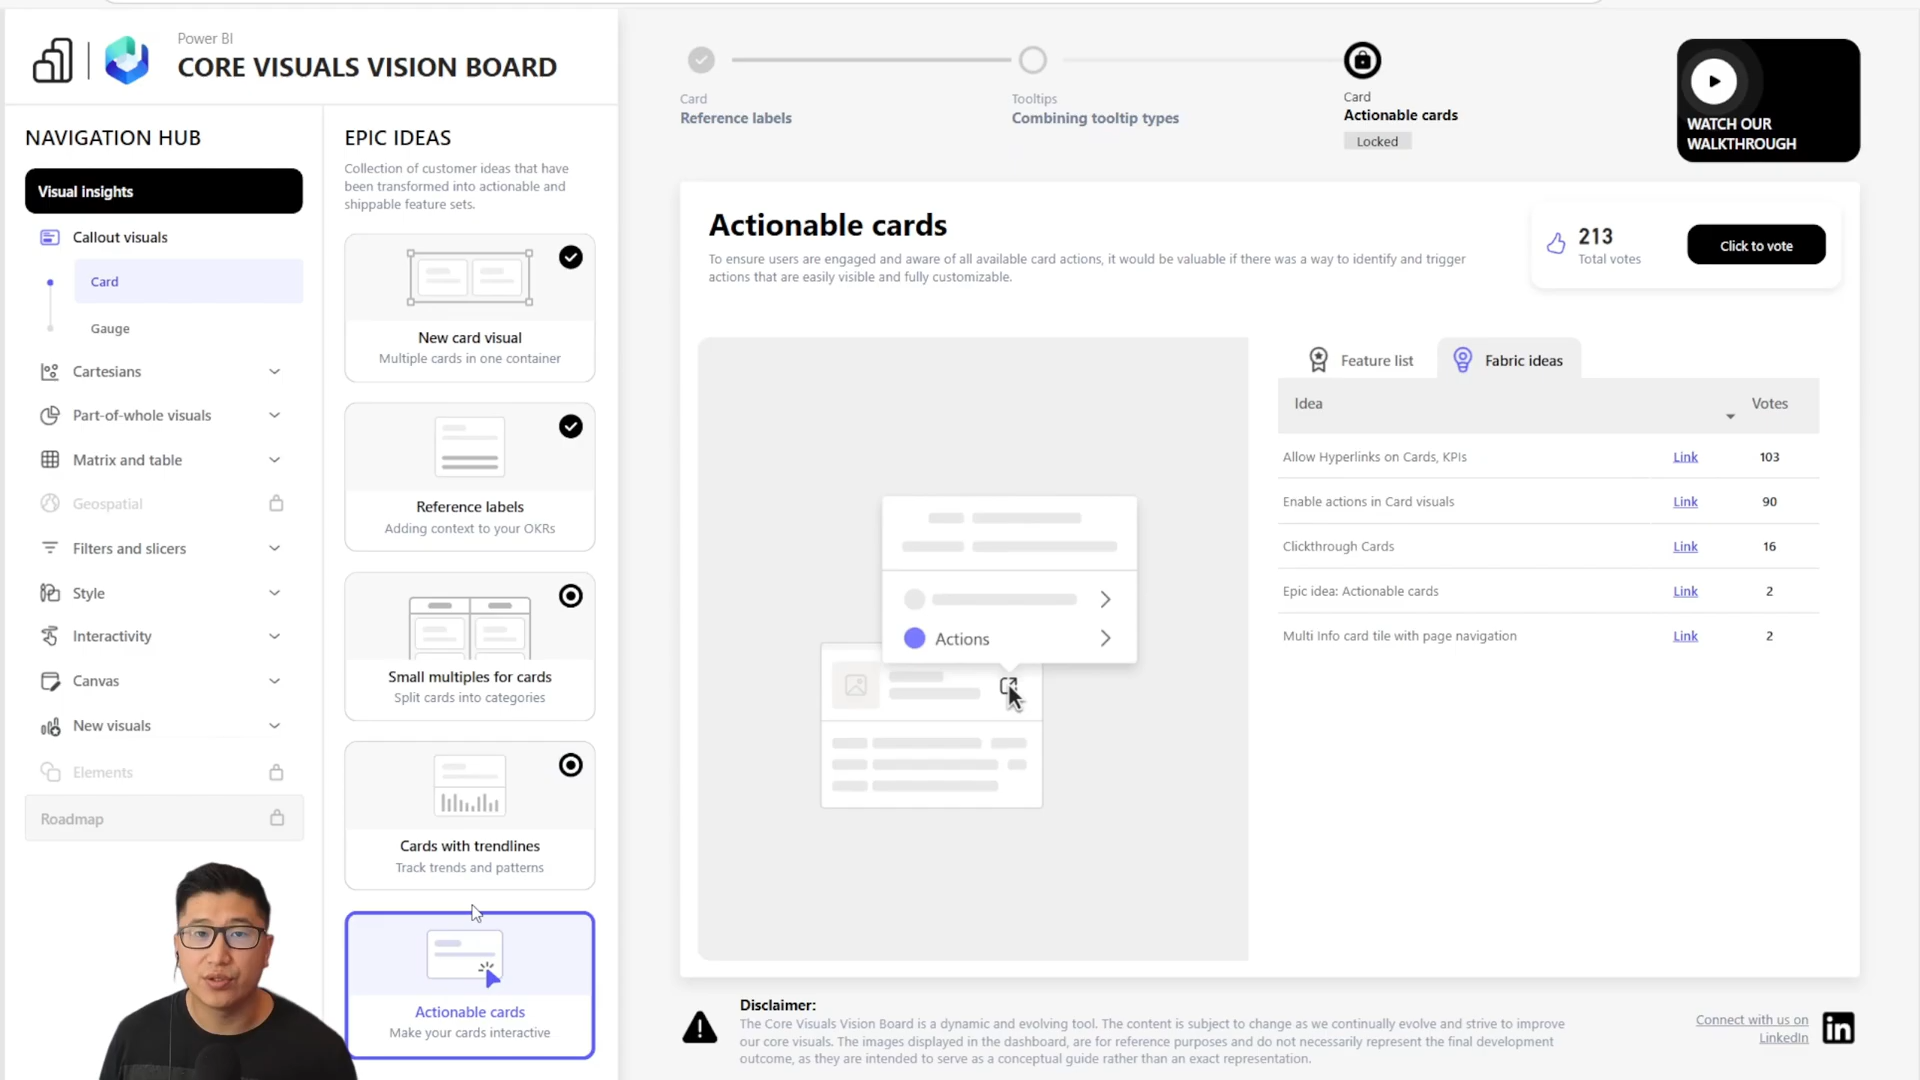 Power BI
CORE VISUALS VISION BOARD
NAVIGATION HUB
Visual insights
Callout visuals
Card
Gauge
Cartesians
Part-of-whole visuals
Matrix and table
Geospatial
Filters and slicers
Style
Interactivity
Canvas
New visuals
Elements
Roadmap
EPIC IDEAS
Collection of customer ideas that have
been transformed into actionable and
shippable feature sets.
New card visual
Multiple cards in one container
Reference labels
Adding context to your OKRs
Small multiples for cards
Split cards into categories
Cards with trendlines
Track trends and patterns
Actionable cards
Make your cards interactive
Card
Reference labels
Tooltips
Combining tooltip types
Card
Actionable cards
Locked
WATCH OUR
WALKTHROUGH
Actionable cards
To ensure users are engaged and aware of all available card actions, it would be valuable if there was a way to identify and trigger
actions that are easily visible and fully customizable.
213
Total votes
Click to vote
Actions
Feature list
Fabric ideas
Idea Votes
Allow Hyperlinks on Cards, KPIs Link 103
Enable actions in Card visuals Link 90
Clickthrough Cards Link 16
Epic idea: Actionable cards Link 2
Multi Info card tile with page navigation Link 2
Disclaimer:
The Core Visuals Vision Board is a dynamic and evolving tool. The content is subject to change as we continually evolve and strive to improve
our core visuals. The images displayed in the dashboard, are for reference purposes and do not necessarily represent the final development
outcome, as they are intended to serve as a conceptual guide rather than an exact representation.
Connect with us on
LinkedIn
in